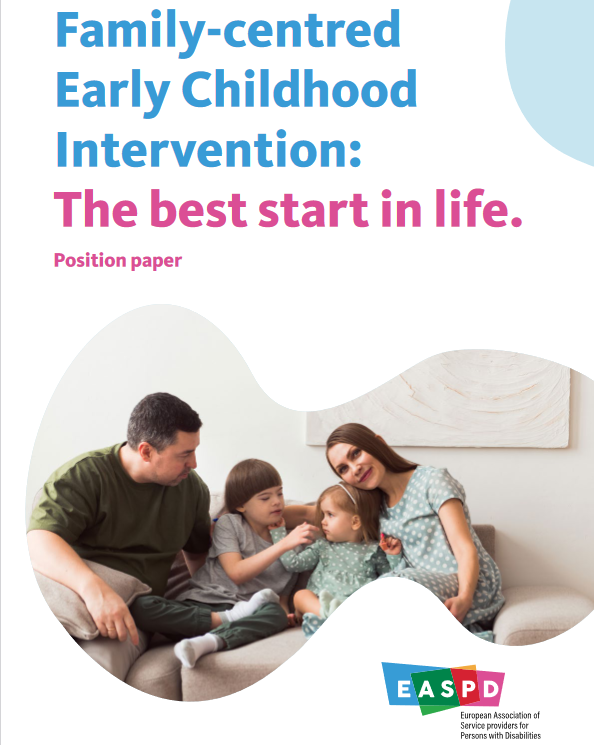 Family-centred
Early Childhood
Intervention:
The best start in life.
Position paper
EASPD
European Association of
Service providers for
Persons with Disabilities